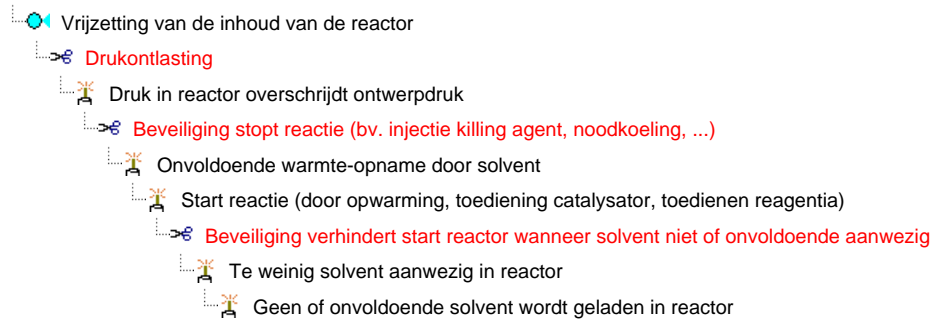 Vrijzetting van de inhoud van de reactor
Drukontlasting
Druk in reactor overschrijdt ontwerpdruk
Beveiliging stopt reactie (bv. injectie killing agent, noodkoeling, ...)
Onvoldoende warmte-opname door solvent
Start reactie (door opwarming, toediening catalysator, toedienen reagentia)
Beveiliging verhindert start reactor wanneer solvent niet of onvoldoende aanwezig
Te weinig solvent aanwezig in reactor
Geen of onvoldoende solvent wordt geladen in reactor